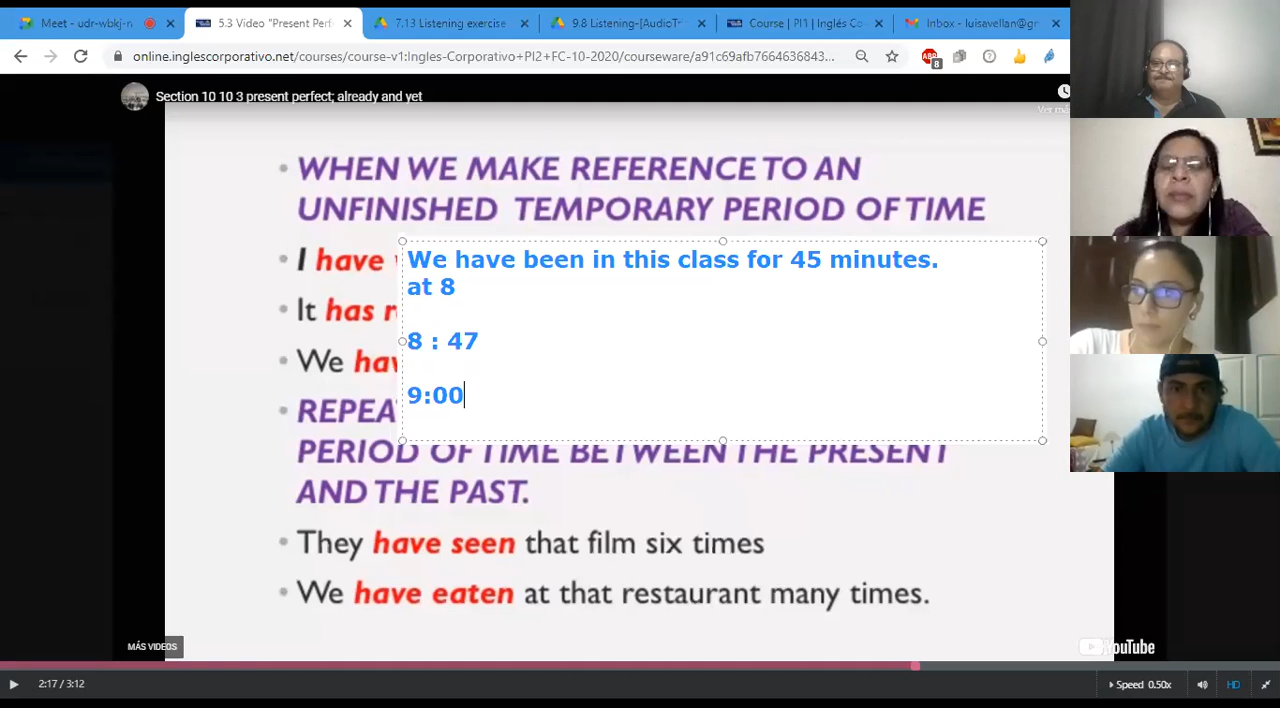 Meet - udr-wbkj-n
5.3 Video "Present Perf
7.13 Listening exercise
9.8 Listening-[AudioTr
Course | PI1 | Inglés Co
Inbox - luisavellan@gr
online.inglescorporativo.net/courses/course-v1:Ingles-Corporativo+PI2+FC-10-2020/courseware/a91c69afb7664636843...
8
Section 10 10 3 present perfect; already and yet
Ver má
• WHEN WE MAKE REFERENCE TO AN
UNFINISHED TEMPORARY PERIOD OF TIME
• I have
• It has r
• We hav
We have been in this class for 45 minutes.
at 8
8 : 47
9:00
• REPEA
PERIOD OF TIME BETWEEN THE PRESENT
AND THE PAST.
• They have seen that film six times
• We have eaten at that restaurant many times.
MÁS VIDEOS
YouTube
2:17 / 3:12
Speed 0.50x
HD